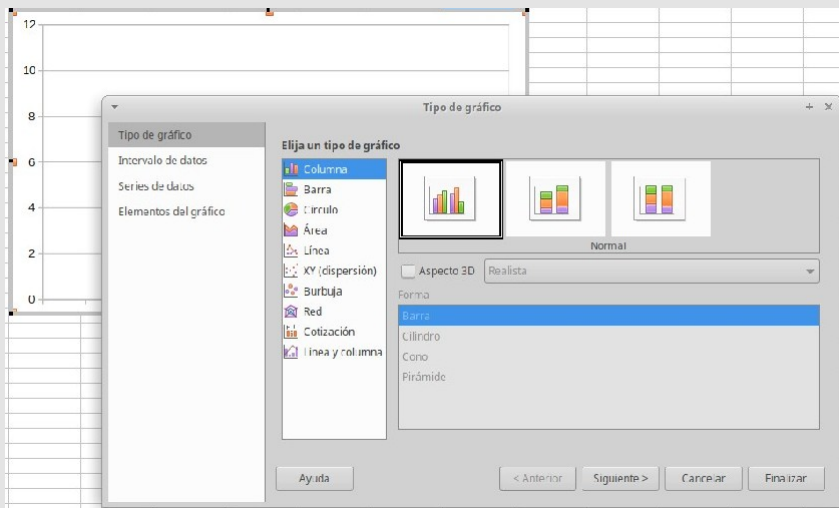 12
10
8
6
4
2
0
Tipo de gráfico
Tipo de gráfico
Intervalo de datos
Series de datos
Elementos del gráfico
Elija un tipo de gráfico
Columna
Barra
Círculo
Área
Línea
XY (dispersión)
Burbuja
Red
Cotización
Línea y columna
Normal
Aspecto 3D
Realista
Forma
Barra
Cilindro
Cono
Pirámide
Ayuda
< Anterior
Siguiente >
Cancelar
Finalizar